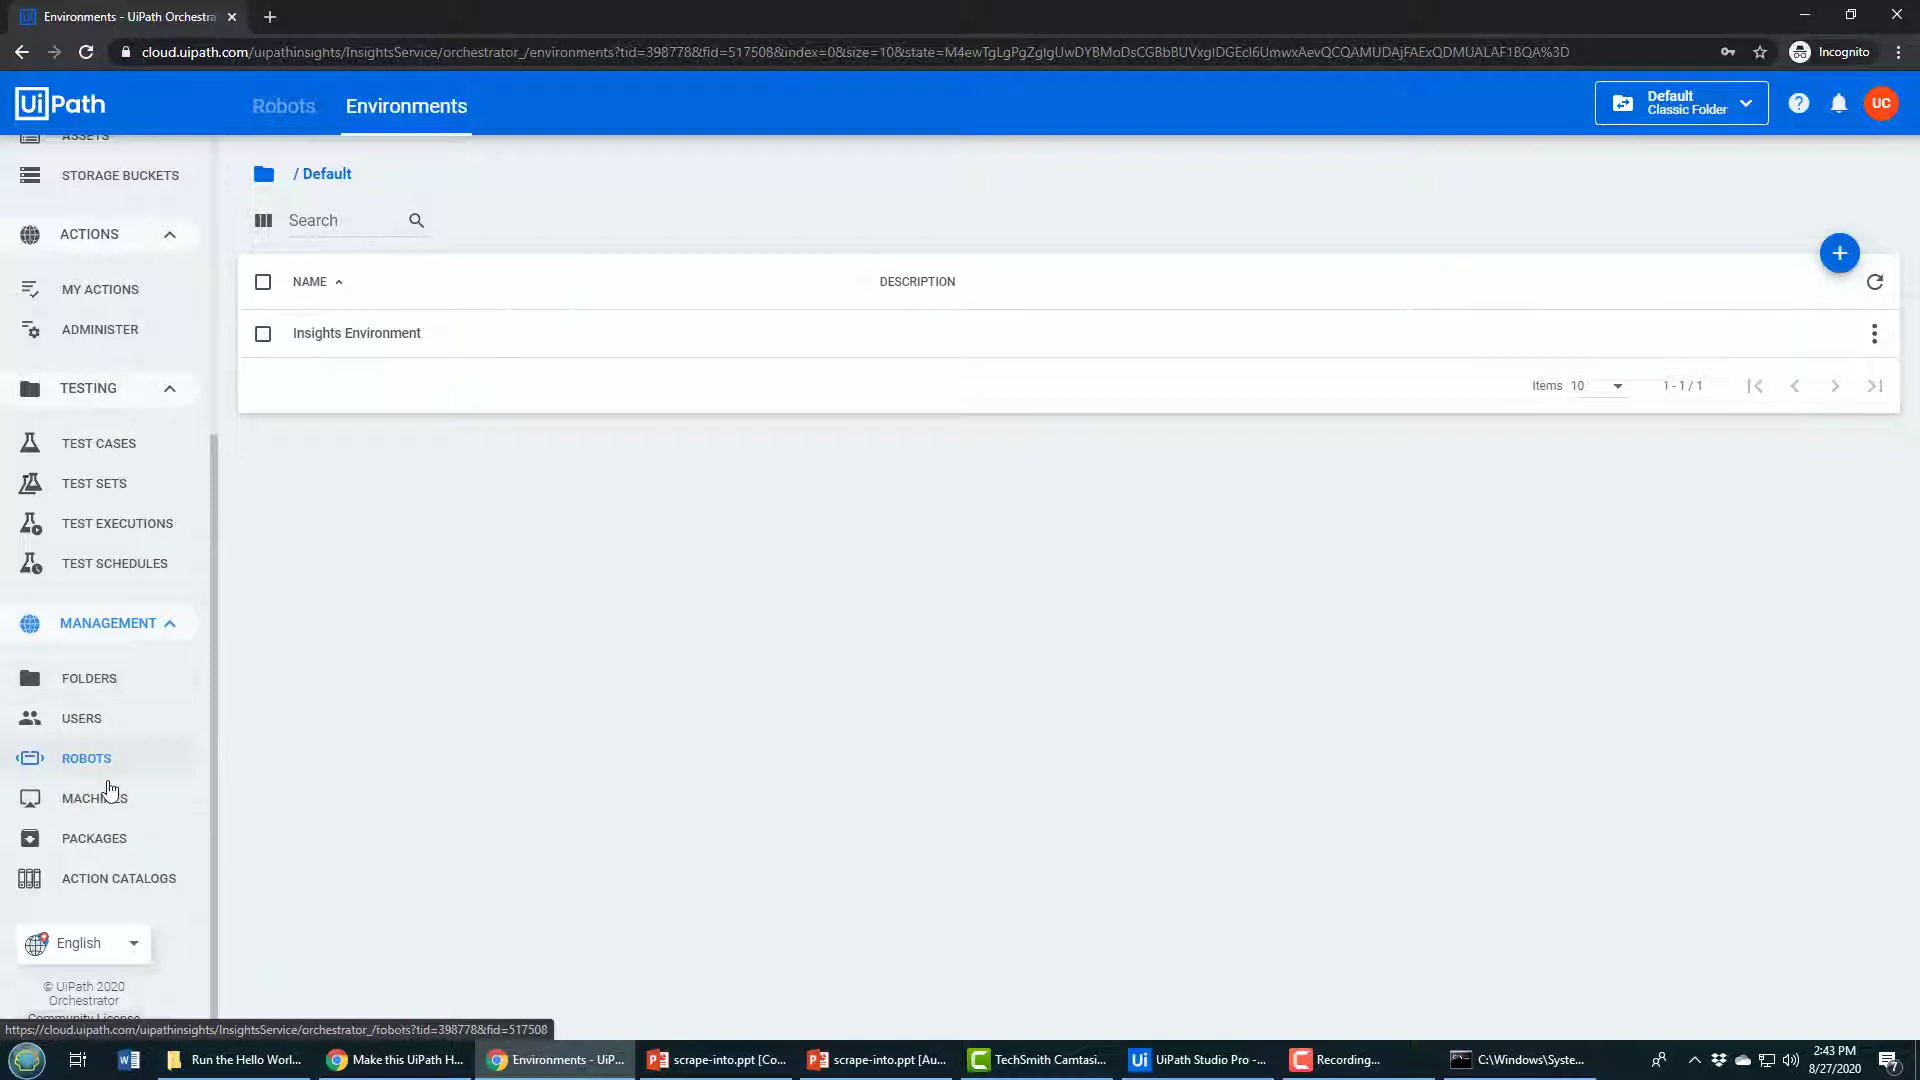 Environments - UiPath Orchestra
cloud.uipath.com/uipathinsights/InsightsService/orchestrator_/environments?tid=398778&fid=517508&index=0&size=10&state=
Incognito
UiPath
Robots
Environments
Default
Classic Folder
UC
ASSETS
STORAGE BUCKETS
ACTIONS
MY ACTIONS
ADMINISTER
TESTING
TEST CASES
TEST SETS
TEST EXECUTIONS
TEST SCHEDULES
MANAGEMENT
FOLDERS
USERS
ROBOTS
MACHINES
PACKAGES
ACTION CATALOGS
English
© UiPath 2020
Orchestrator
Community License
/ Default
Search
NAME
DESCRIPTION
Insights Environment
Items 10
1 - 1 / 1
https://cloud.uipath.com/uipathinsights/InsightsService/orchestrator_/robots?tid=398778&fid=517508
Run the Hello Worl...
Make this UiPath H...
Environments - UiP...
scrape-into.ppt [Co...
scrape-into.ppt [Au...
TechSmith Camtasi...
UiPath Studio Pro -...
Recording...
C:\Windows\Syste...
2:43 PM
8/27/2020
7